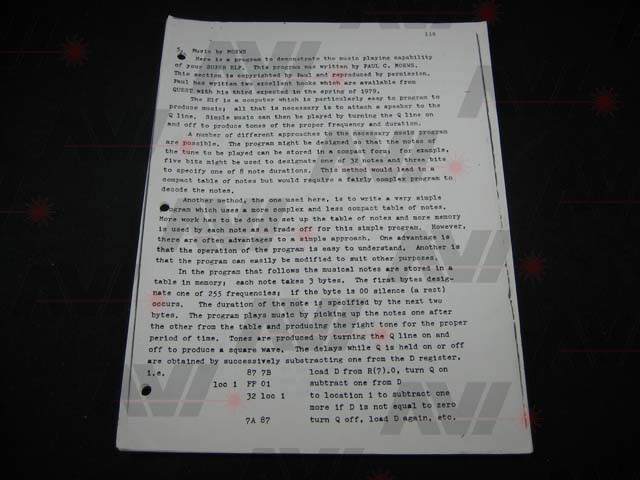 118
5. Music by MOEWS
Here is a program to demonstrate the music playing capability
of your SUPER ELF. This program was written by PAUL C. MOEWS.
This section is copyrighted by Paul and reproduced by permission.
Paul has written two excellent books which are available from
QUEST with his third expected in the spring of 1979.
The Elf is a computer which is particularly easy to program to
produce music; all that is necessary is to attach a speaker to the
Q line. Simple music can then be played by turning the Q line on
and off to produce tones of the proper frequency and duration.
A number of different approaches to the necessary music program
are possible. The program might be designed so that the notes of
the tune to be played can be stored in a compact form; for example,
five bits might be used to designate one of 32 notes and three bits
to specify one of 8 note durations. This method would lead to a
compact table of notes but would require a fairly complex program to
decode the notes.
Another method, the one used here, is to write a very simple
program which uses a more complex and less compact table of notes.
More work has to be done to set up the table of notes and more memory
is used by each note as a trade off for this simple program. However,
there are often advantages to a simple approach. One advantage is
that the operation of the program is easy to understand. Another is
that the program can easily be modified to suit other purposes.
In the program that follows the musical notes are stored in a
table in memory; each note takes 3 bytes. The first byte desig-
nate one of 255 frequencies; if the byte is 00 silence (a rest)
occurs. The duration of the note is specified by the next two
bytes. The program plays music by picking up the notes one after
the other from the table and producing the right tone for the proper
period of time. Tones are produced by turning the Q line on and
off to produce a square wave. The delays while Q is held on or off
are obtained by successively substracting one from the D register,
i.e. 87 7B load D from R(7).0, turn Q on
loc 1 FF 01 subtract one from D
32 loc 1 to location 1 to subtract one
more if D is not equal to zero
7A 87 turn Q off, load D again, etc.
AVI